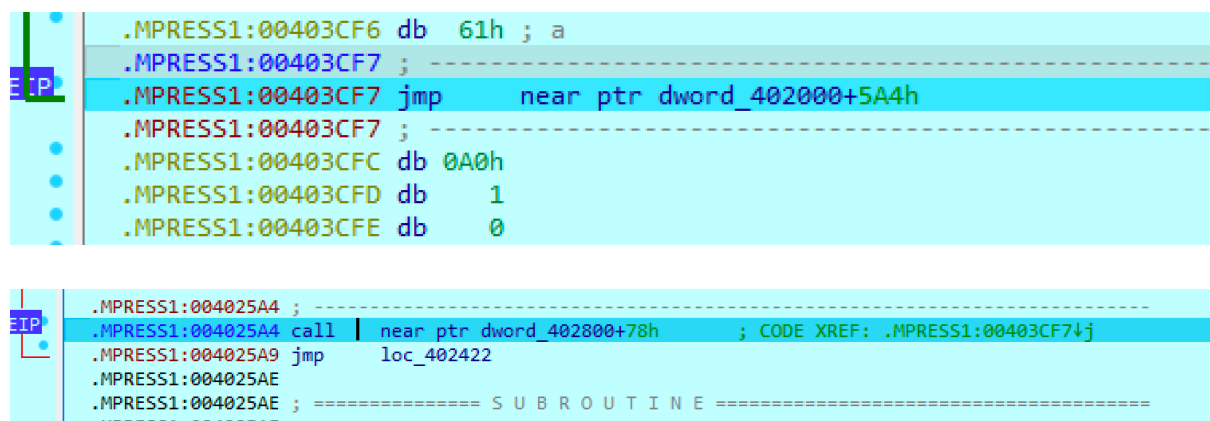 .MPRESS1:00403CF6 db  61h ; a
.MPRESS1:00403CF7 ; ---------------------------------------------------------------
EIP .MPRESS1:00403CF7 jmp     near ptr dword_402000+5A4h
.MPRESS1:00403CF7 ; ---------------------------------------------------------------
.MPRESS1:00403CFC db 0A0h
.MPRESS1:00403CFD db    1
.MPRESS1:00403CFE db    0
.MPRESS1:004025A4 ; ---------------------------------------------------------------------------
EIP .MPRESS1:004025A4 call    near ptr dword_402800+78h       ; CODE XREF: .MPRESS1:00403CF7↓j
.MPRESS1:004025A9 jmp     loc_402422
.MPRESS1:004025AE
.MPRESS1:004025AE ; =============== S U B R O U T I N E =======================================